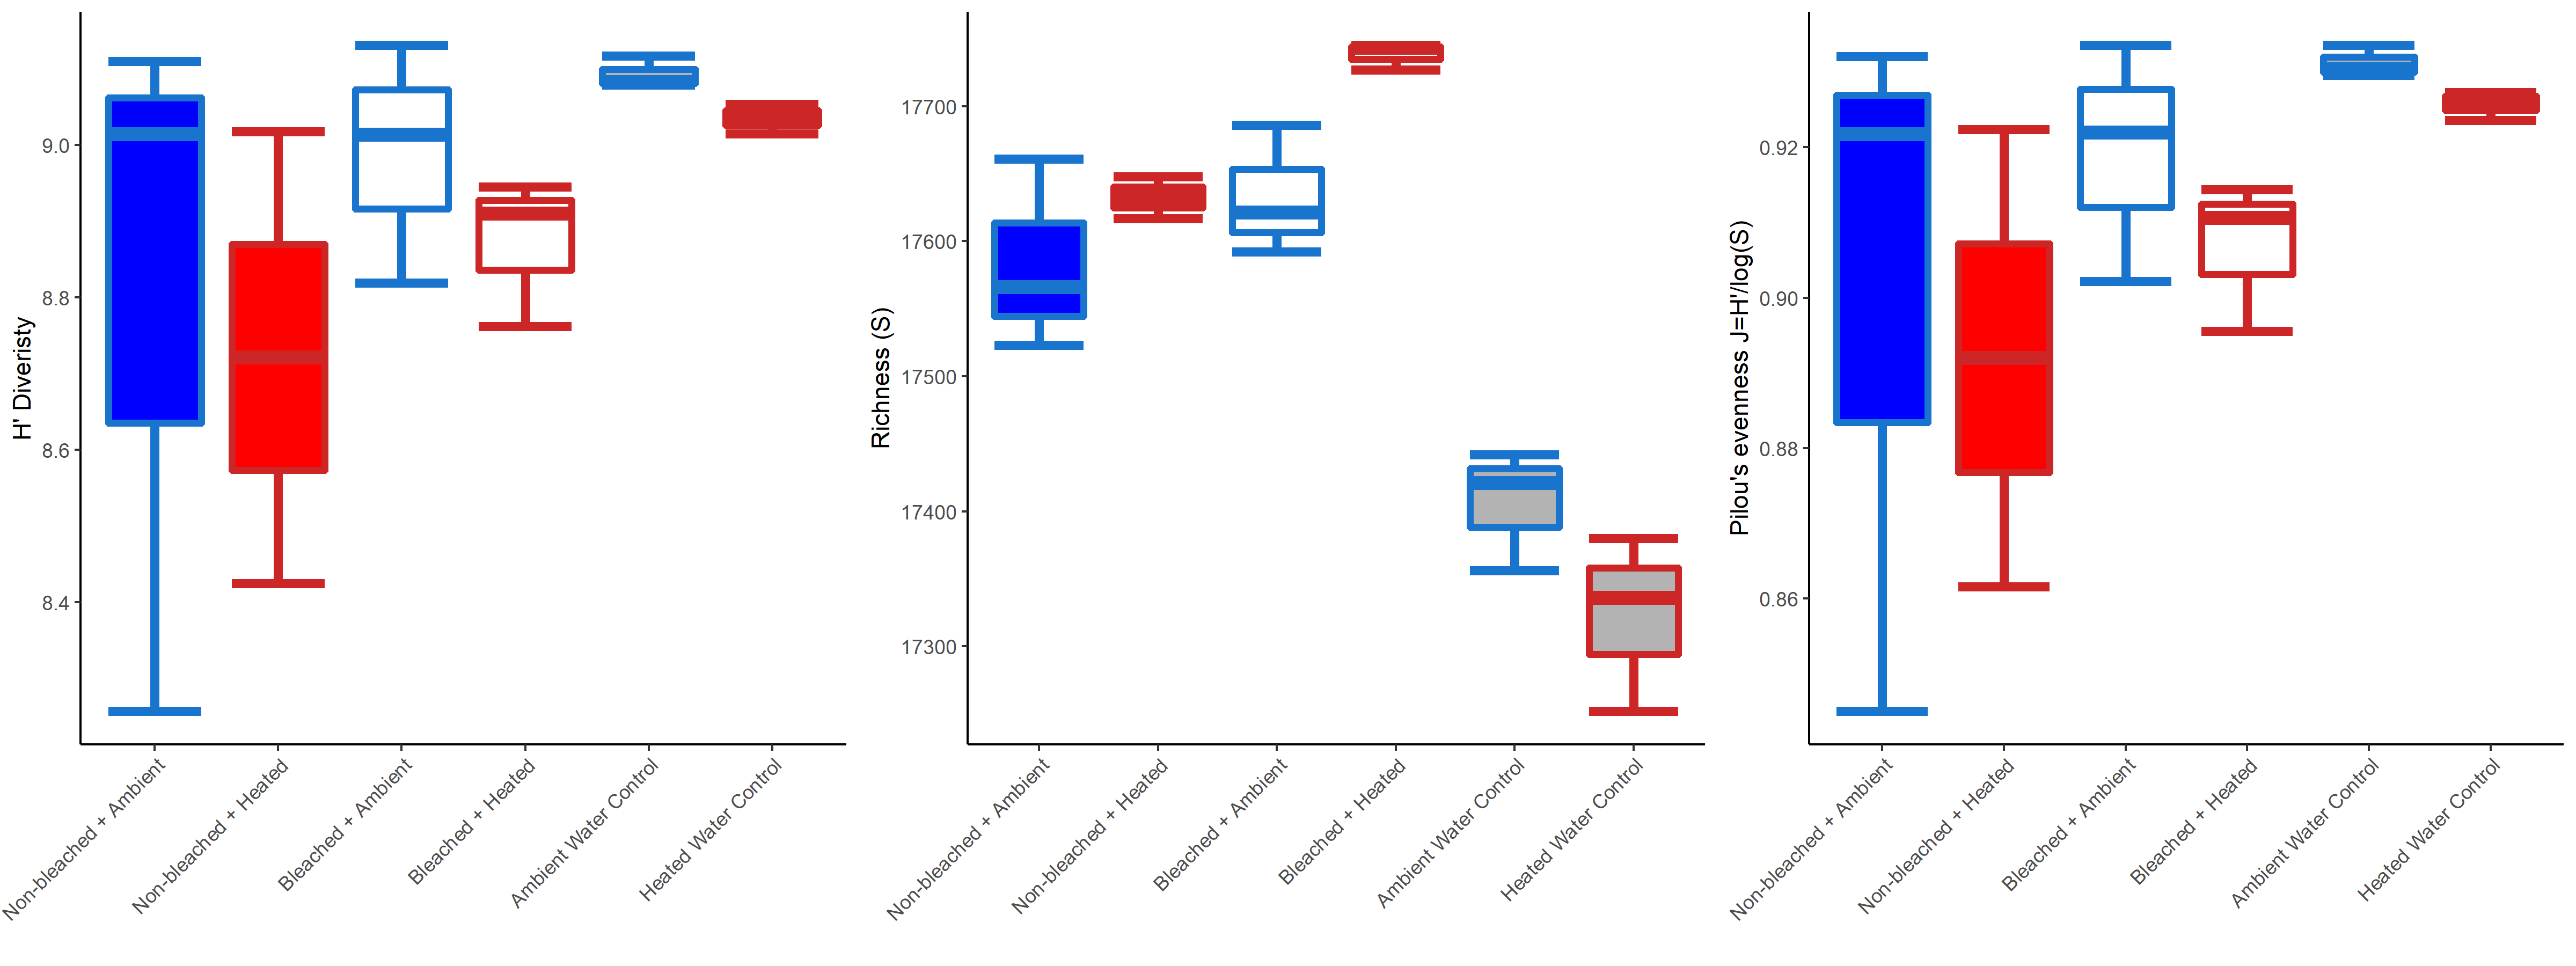 H' Diveristy
9.0
8.8
8.6
8.4
Non-bleached + Ambient
Non-bleached + Heated
Bleached + Ambient
Bleached + Heated
Ambient Water Control
Heated Water Control
Richness (S)
17700
17600
17500
17400
17300
Non-bleached + Ambient
Non-bleached + Heated
Bleached + Ambient
Bleached + Heated
Ambient Water Control
Heated Water Control
Pilou's evenness J=H'/log(S)
0.92
0.90
0.88
0.86
Non-bleached + Ambient
Non-bleached + Heated
Bleached + Ambient
Bleached + Heated
Ambient Water Control
Heated Water Control